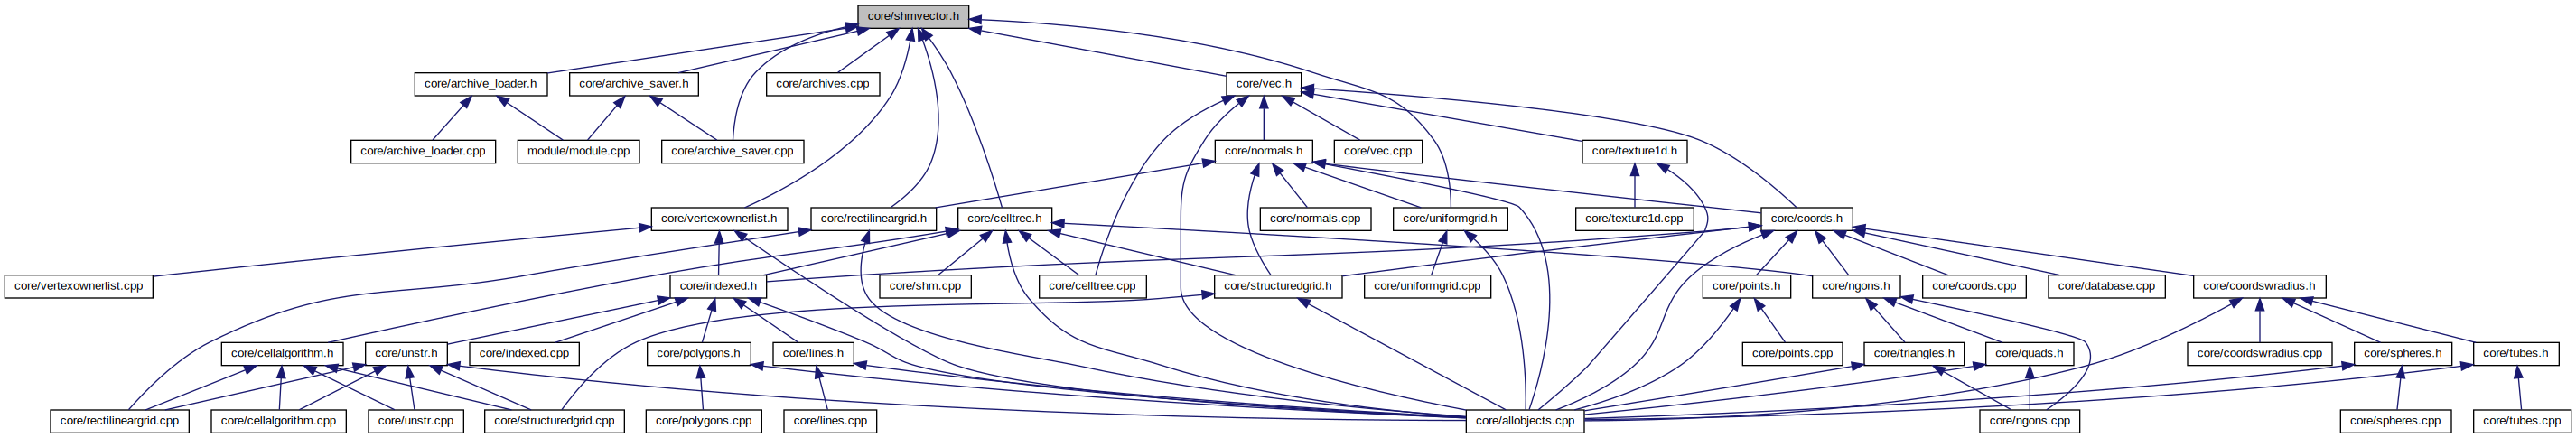 core/shmvector.h
core/archive_loader.h
core/archive_saver.h
core/archives.cpp
core/vec.h
core/archive_loader.cpp
module/module.cpp
core/archive_saver.cpp
core/normals.h
core/vec.cpp
core/texture1d.h
core/vertexownerlist.h
core/rectilineargrid.h
core/celltree.h
core/normals.cpp
core/uniformgrid.h
core/texture1d.cpp
core/coords.h
core/vertexownerlist.cpp
core/indexed.h
core/shm.cpp
core/celltree.cpp
core/structuredgrid.h
core/uniformgrid.cpp
core/points.h
core/ngons.h
core/coords.cpp
core/database.cpp
core/coordswradius.h
core/cellalgorithm.h
core/unstr.h
core/indexed.cpp
core/polygons.h
core/lines.h
core/points.cpp
core/triangles.h
core/quads.h
core/coordswradius.cpp
core/spheres.h
core/tubes.h
core/rectilineargrid.cpp
core/cellalgorithm.cpp
core/unstr.cpp
core/structuredgrid.cpp
core/polygons.cpp
core/lines.cpp
core/allobjects.cpp
core/ngons.cpp
core/spheres.cpp
core/tubes.cpp